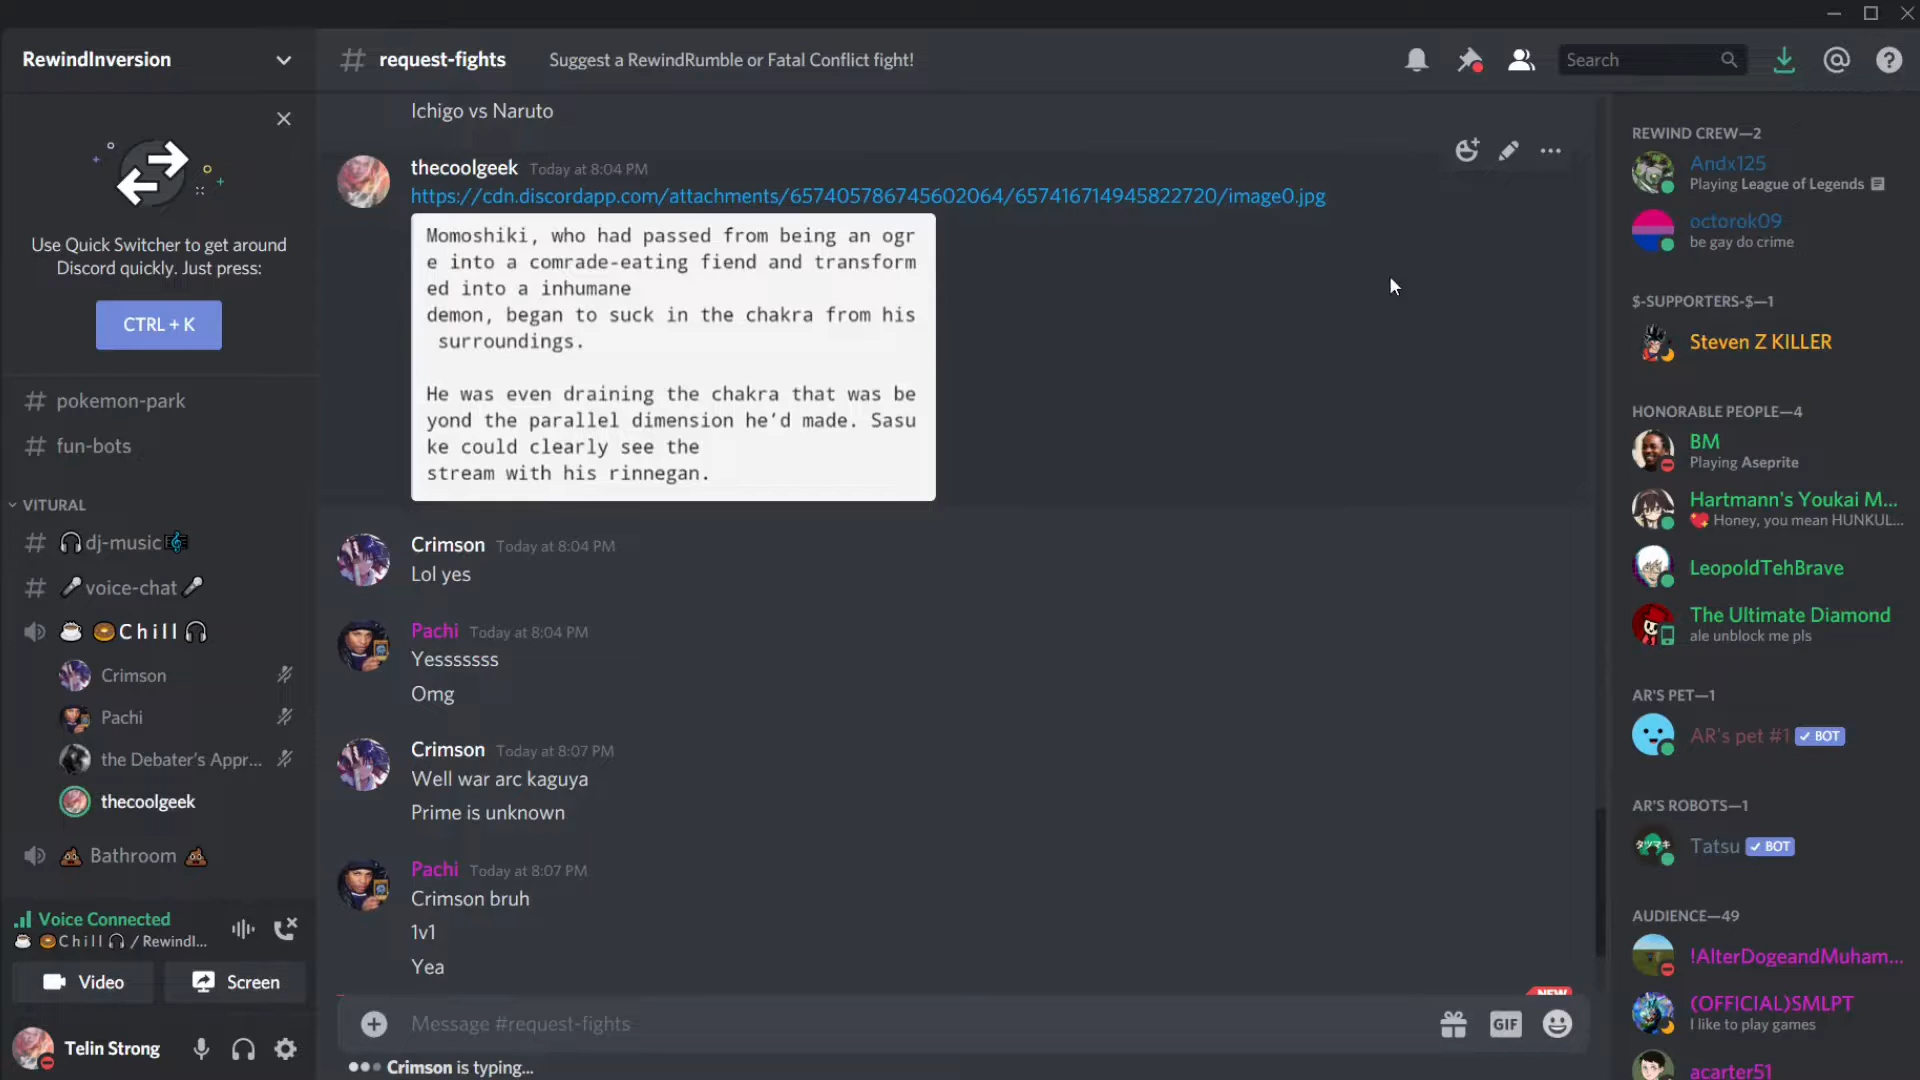 RewindInversion
Use Quick Switcher to get around
Discord quickly. Just press:
CTRL + K
# pokemon-park
# fun-bots
VITURAL
# dj-music
# voice-chat
Chill
Crimson
Pachi
the Debater's Appr...
thecoolgeek
Bathroom
Voice Connected
Chill / Rewindl...
Video
Screen
Telin Strong
# request-fights
Suggest a RewindRumble or Fatal Conflict fight!
Search
Ichigo vs Naruto
thecoolgeek Today at 8:04 PM
https://cdn.discordapp.com/attachments/657405786745602064/657416714945822720/image0.jpg
Momoshiki, who had passed from being an ogr
e into a comrade-eating fiend and transform
ed into a inhumane
demon, began to suck in the chakra from his
surroundings.
He was even draining the chakra that was be
yond the parallel dimension he'd made. Sasu
ke could clearly see the
stream with his rinnegan.
Crimson Today at 8:04 PM
Lol yes
Pachi Today at 8:04 PM
Yesssssss
Omg
Crimson Today at 8:07 PM
Well war arc kaguya
Prime is unknown
Pachi Today at 8:07 PM
Crimson bruh
1v1
Yea
NEW
Message #request-fights
GIF
Crimson is typing...
REWIND CREW—2
Andx125
Playing League of Legends
octorok09
be gay do crime
$-SUPPORTERS-$—1
Steven Z KILLER
HONORABLE PEOPLE—4
BM
Playing Aseprite
Hartmann's Youkai M...
Honey, you mean HUNKUL...
LeopoldTehBrave
The Ultimate Diamond
ale unblock me pls
AR'S PET—1
AR's pet #1 BOT
AR'S ROBOTS—1
タツマキ
Tatsu BOT
AUDIENCE—49
!AlterDogeandMuham...
(OFFICIAL)SMLPT
I like to play games
acarter51